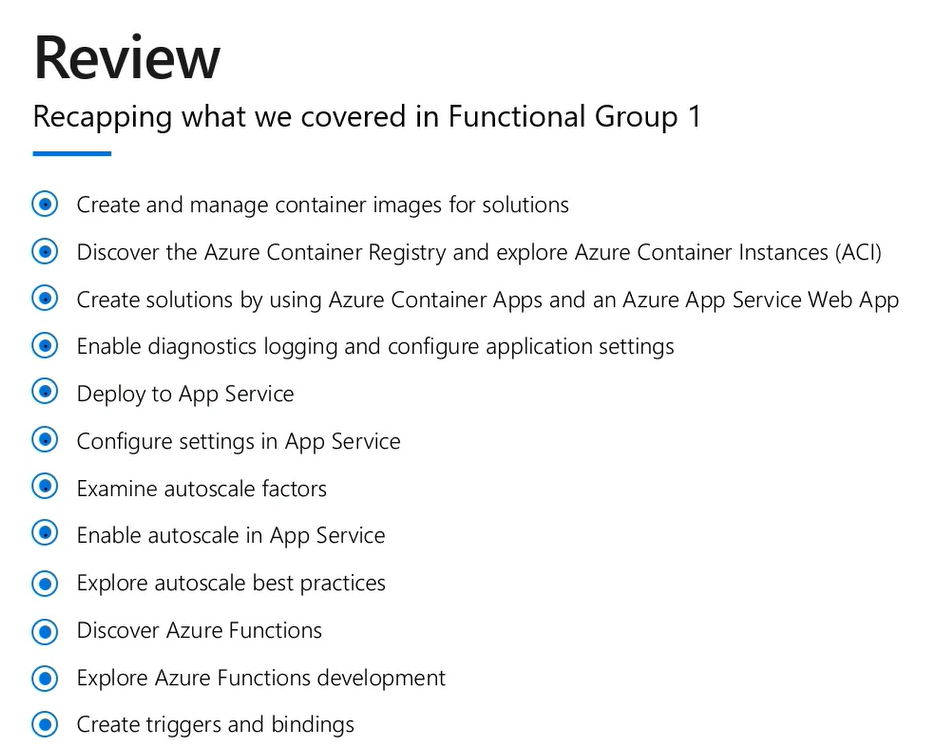 Review
Recapping what we covered in Functional Group 1
Create and manage container images for solutions
Discover the Azure Container Registry and explore Azure Container Instances (ACI)
Create solutions by using Azure Container Apps and an Azure App Service Web App
Enable diagnostics logging and configure application settings
Deploy to App Service
Configure settings in App Service
Examine autoscale factors
Enable autoscale in App Service
Explore autoscale best practices
Discover Azure Functions
Explore Azure Functions development
Create triggers and bindings